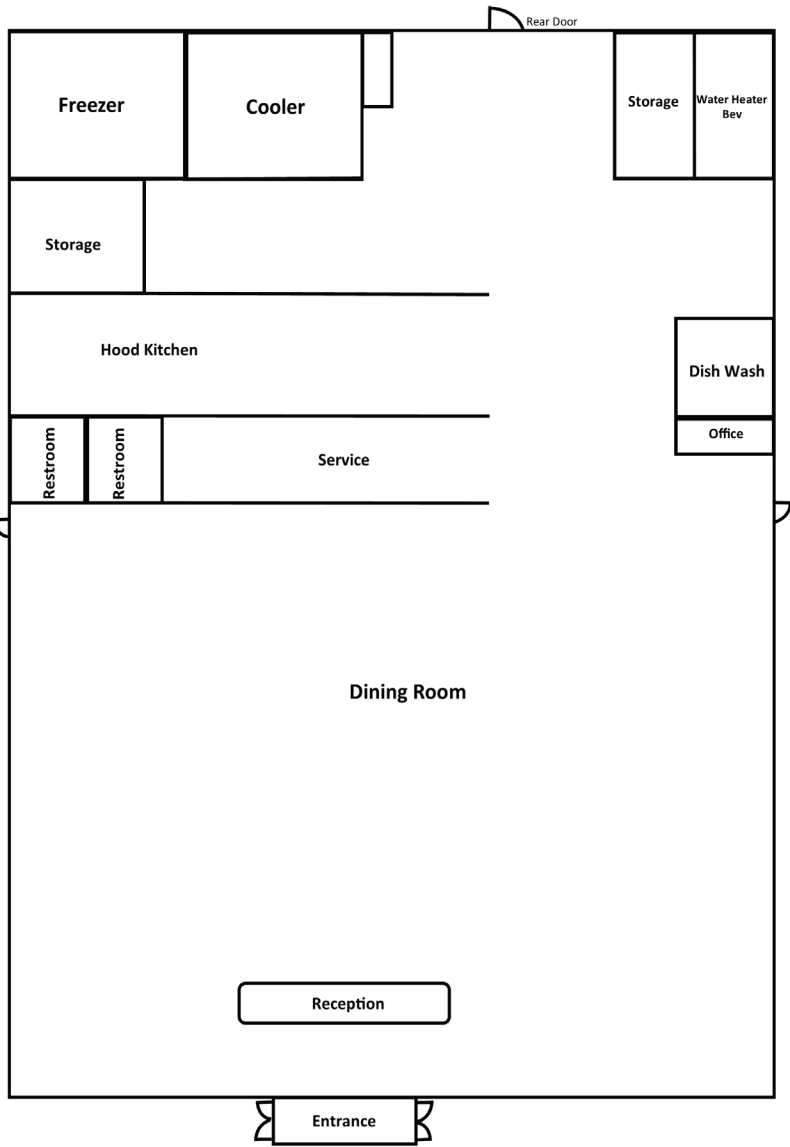 Rear Door
Freezer
Cooler
Storage
Water Heater
Bev
Storage
Hood Kitchen
Dish Wash
Office
Restroom
Restroom
Service
Dining Room
Reception
Entrance